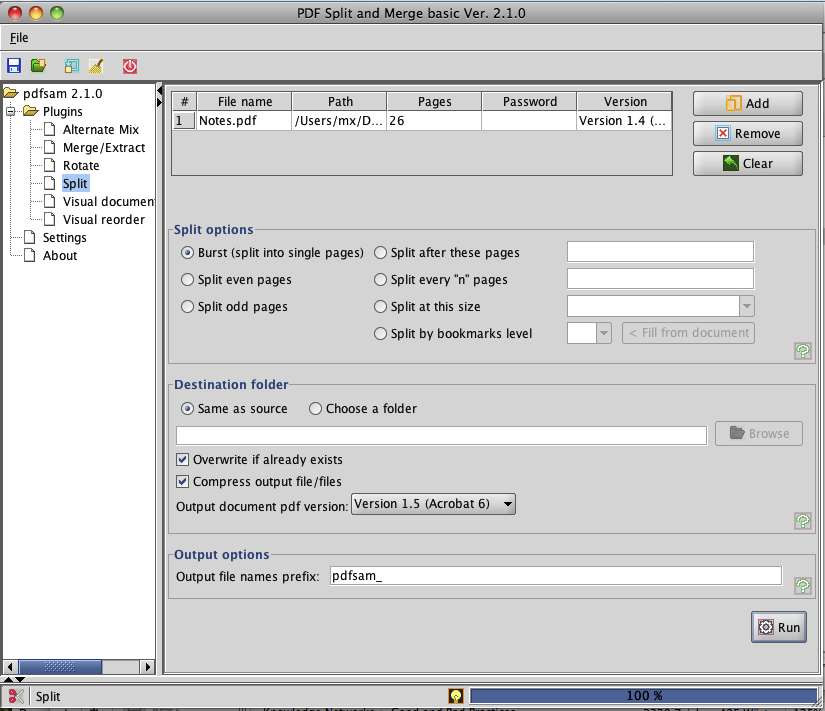 PDF Split and Merge basic Ver. 2.1.0
File
pdfsam 2.1.0
Plugins
Alternate Mix
Merge/Extract
Rotate
Split
Visual documen
Visual reorder
Settings
About
# File name Path Pages Password Version
1 Notes.pdf /Users/mx/D... 26 Version 1.4 (...
Add
Remove
Clear
Split options
Burst (split into single pages) Split after these pages
Split even pages Split every "n" pages
Split odd pages Split at this size
Split by bookmarks level < Fill from document
Destination folder
Same as source Choose a folder
Browse
Overwrite if already exists
Compress output file/files
Output document pdf version: Version 1.5 (Acrobat 6)
Output options
Output file names prefix: pdfsam_
Run
Split 100 %